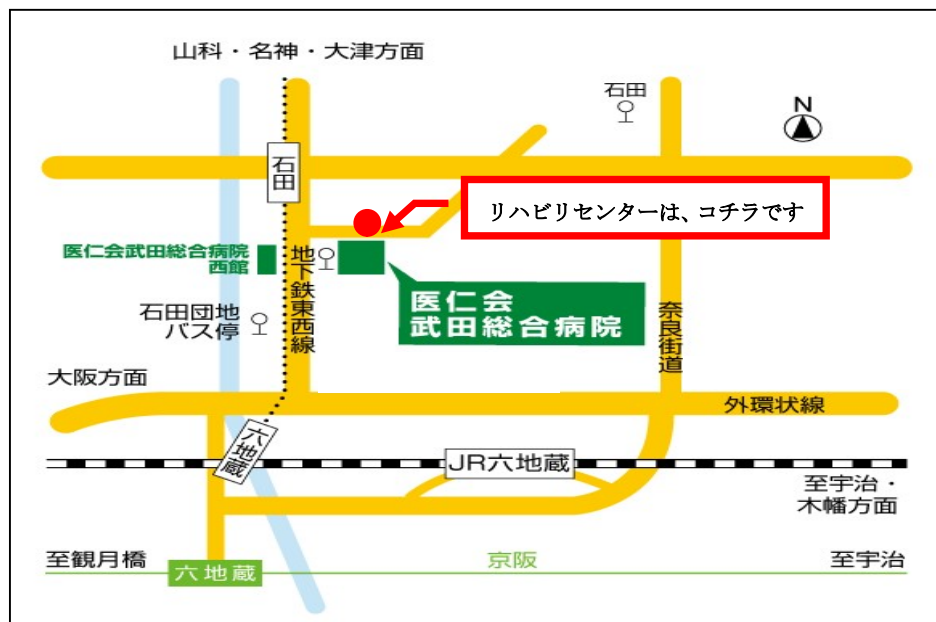 山科・名神・大津方面
石田
N
石田
リハビリセンターは、コチラです
医仁会武田総合病院
西館
地下鉄東西線
医仁会
武田総合病院
石田団地
バス停
奈良街道
大阪方面
外環状線
六地蔵
JR六地蔵
至宇治・
木幡方面
至観月橋
六地蔵
京阪
至宇治